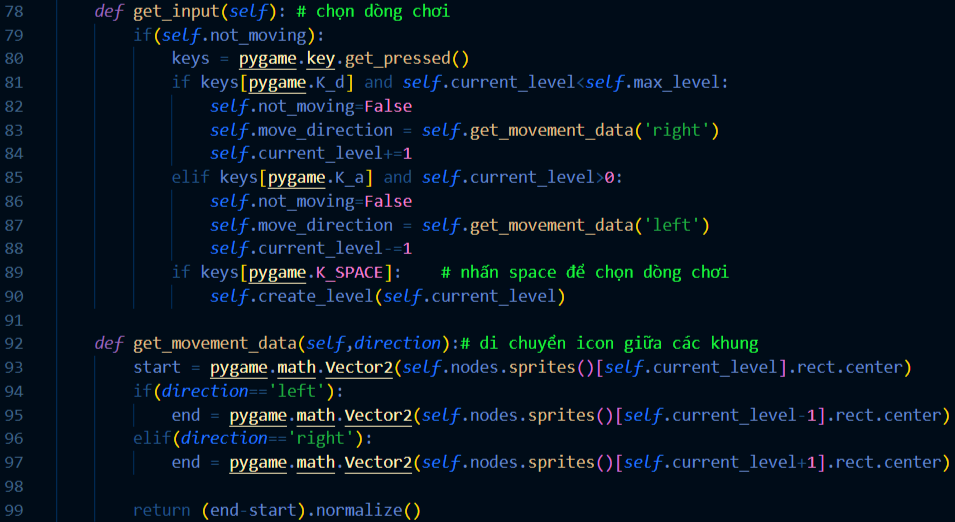 78 def get_input(self): # chọn dòng chơi
79 if(self.not_moving):
80 keys = pygame.key.get_pressed()
81 if keys[pygame.K_d] and self.current_level<self.max_level:
82 self.not_moving=False
83 self.move_direction = self.get_movement_data('right')
84 self.current_level+=1
85 elif keys[pygame.K_a] and self.current_level>0:
86 self.not_moving=False
87 self.move_direction = self.get_movement_data('left')
88 self.current_level-=1
89 if keys[pygame.K_SPACE]: # nhấn space để chọn dòng chơi
90 self.create_level(self.current_level)
91
92 def get_movement_data(self,direction):# di chuyển icon giữa các khung
93 start = pygame.math.Vector2(self.nodes.sprites()[self.current_level].rect.center)
94 if(direction=='left'):
95 end = pygame.math.Vector2(self.nodes.sprites()[self.current_level-1].rect.center)
96 elif(direction=='right'):
97 end = pygame.math.Vector2(self.nodes.sprites()[self.current_level+1].rect.center)
98
99 return (end-start).normalize()